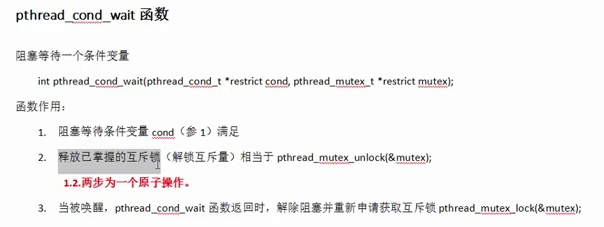 pthread_cond_wait 函数
阻塞等待一个条件变量
int pthread_cond_wait(pthread_cond_t *restrict cond, pthread_mutex_t *restrict mutex);
函数作用：
1. 阻塞等待条件变量 cond（参 1）满足
2. 释放已掌握的互斥锁（解锁互斥量）相当于 pthread_mutex_unlock(&mutex);
1.2.两步为一个原子操作。
3. 当被唤醒，pthread_cond_wait 函数返回时，解除阻塞并重新申请获取互斥锁 pthread_mutex_lock(&mutex);